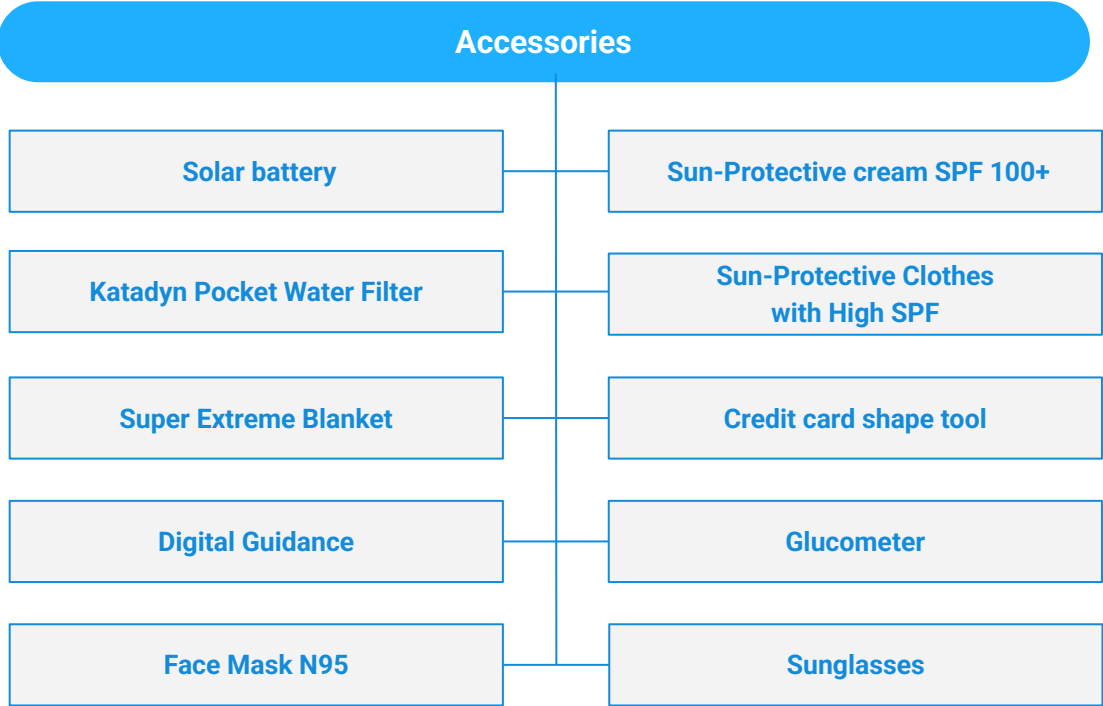 Accessories
Solar battery
Sun-Protective cream SPF 100+
Katadyn Pocket Water Filter
Sun-Protective Clothes
with High SPF
Super Extreme Blanket
Credit card shape tool
Digital Guidance
Glucometer
Face Mask N95
Sunglasses